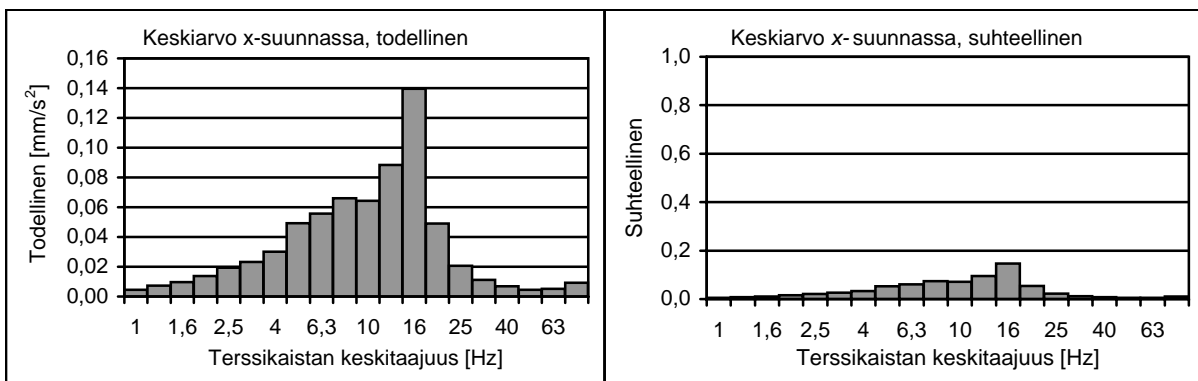 Keskiarvo x-suunnassa, todellinen
Todellinen [mm/s²]
0,16
0,14
0,12
0,10
0,08
0,06
0,04
0,02
0,00
1 1,6 2,5 4 6,3 10 16 25 40 63
Terssikaistan keskitaajuus [Hz]
Keskiarvo x-suunnassa, suhteellinen
Suhteellinen
1,0
0,8
0,6
0,4
0,2
0,0
1 1,6 2,5 4 6,3 10 16 25 40 63
Terssikaistan keskitaajuus [Hz]